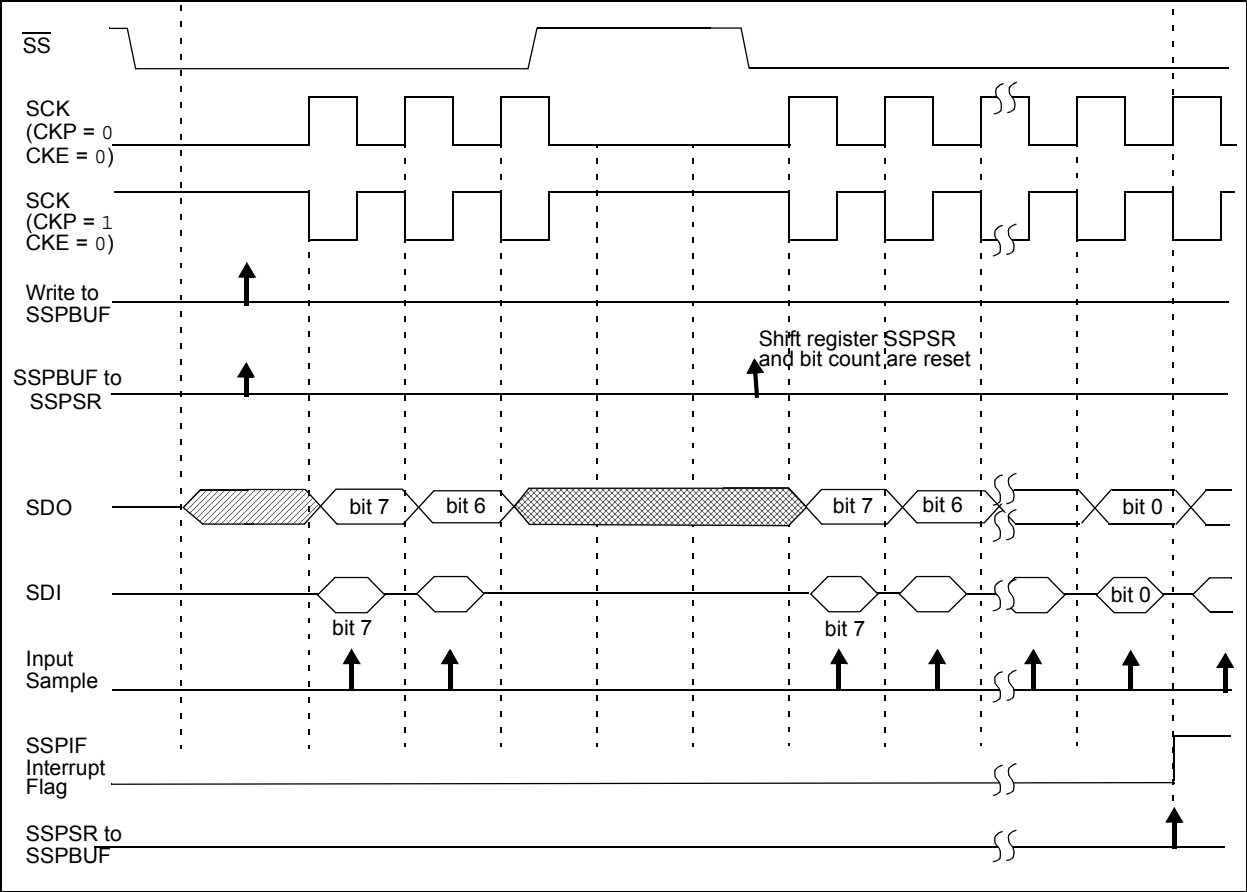 SS
SCK
(CKP = 0
CKE = 0)
SCK
(CKP = 1
CKE = 0)
Write to
SSPBUF
Shift register SSPSR
and bit count are reset
SSPBUF to
SSPSR
SDO
bit 7
bit 6
bit 7
bit 6
bit 0
SDI
bit 0
bit 7
bit 7
Input
Sample
SSPIF
Interrupt
Flag
SSPSR to
SSPBUF